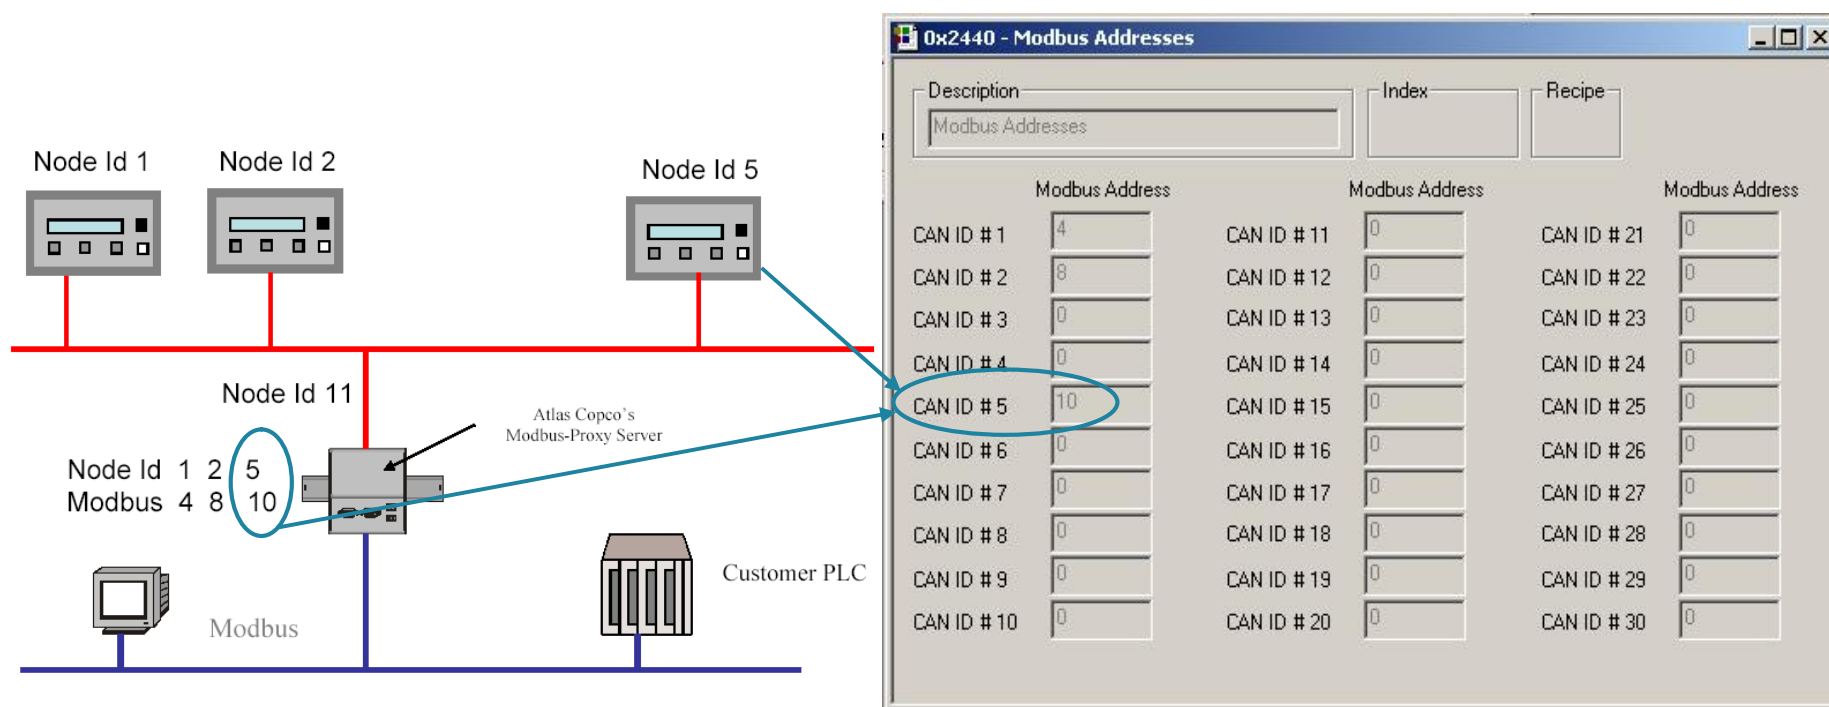 Node Id 1
Node Id 2
Node Id 5
Node Id 11
Atlas Copco's
Modbus-Proxy Server
Node Id 1 2 5
Modbus 4 8 10
Customer PLC
Modbus
0x2440 - Modbus Addresses
Description
Index
Recipe
Modbus Addresses
Modbus Address
Modbus Address
Modbus Address
CAN ID # 1 4
CAN ID # 11 0
CAN ID # 21 0
CAN ID # 2 8
CAN ID # 12 0
CAN ID # 22 0
CAN ID # 3 0
CAN ID # 13 0
CAN ID # 23 0
CAN ID # 4 0
CAN ID # 14 0
CAN ID # 24 0
CAN ID # 5 10
CAN ID # 15 0
CAN ID # 25 0
CAN ID # 6 0
CAN ID # 16 0
CAN ID # 26 0
CAN ID # 7 0
CAN ID # 17 0
CAN ID # 27 0
CAN ID # 8 0
CAN ID # 18 0
CAN ID # 28 0
CAN ID # 9 0
CAN ID # 19 0
CAN ID # 29 0
CAN ID # 10 0
CAN ID # 20 0
CAN ID # 30 0